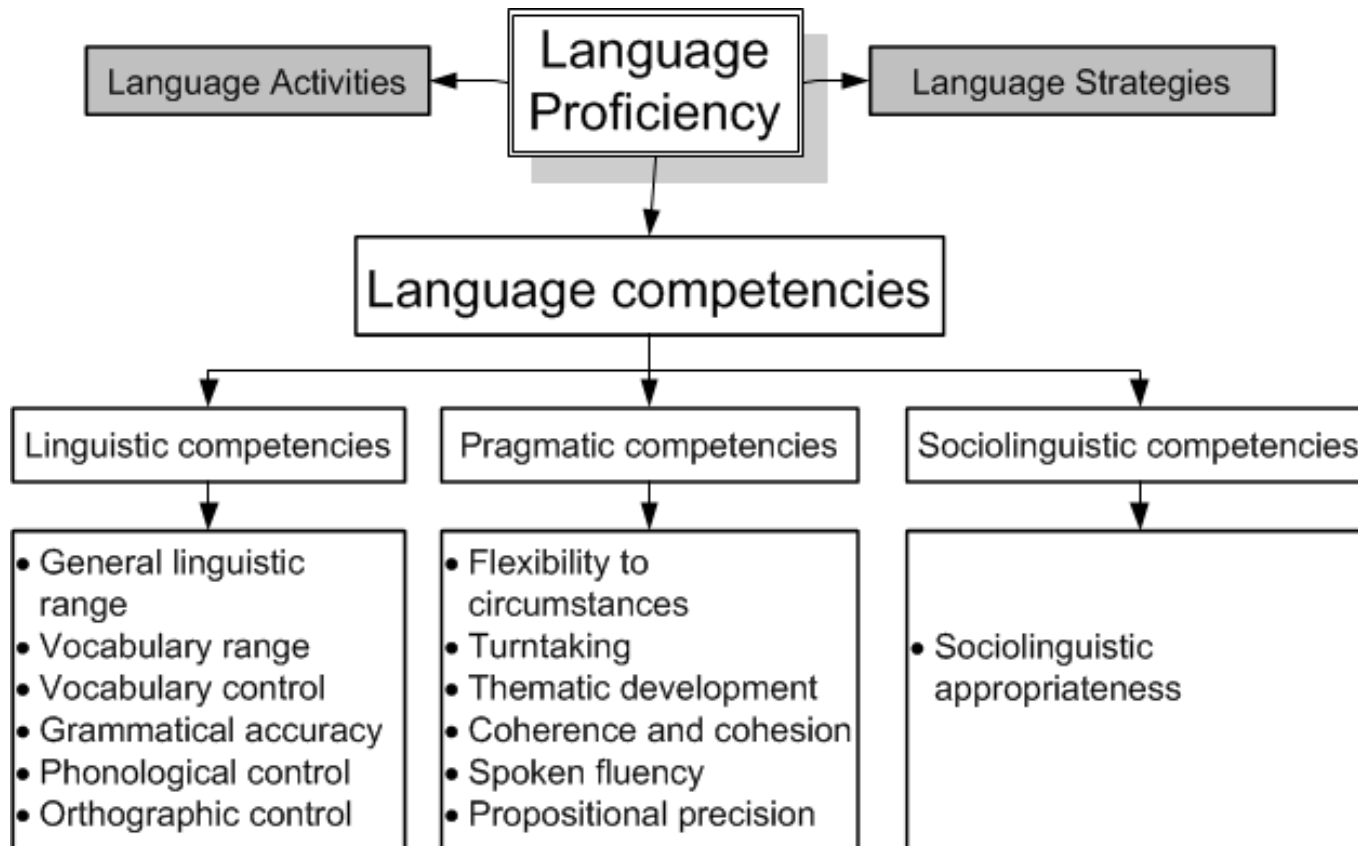 Language Activities
Language
Proficiency
Language Strategies
Language competencies
Linguistic competencies
Pragmatic competencies
Sociolinguistic competencies
• General linguistic
range
• Vocabulary range
• Vocabulary control
• Grammatical accuracy
• Phonological control
• Orthographic control
• Flexibility to
circumstances
• Turntaking
• Thematic development
• Coherence and cohesion
• Spoken fluency
• Propositional precision
• Sociolinguistic
appropriateness